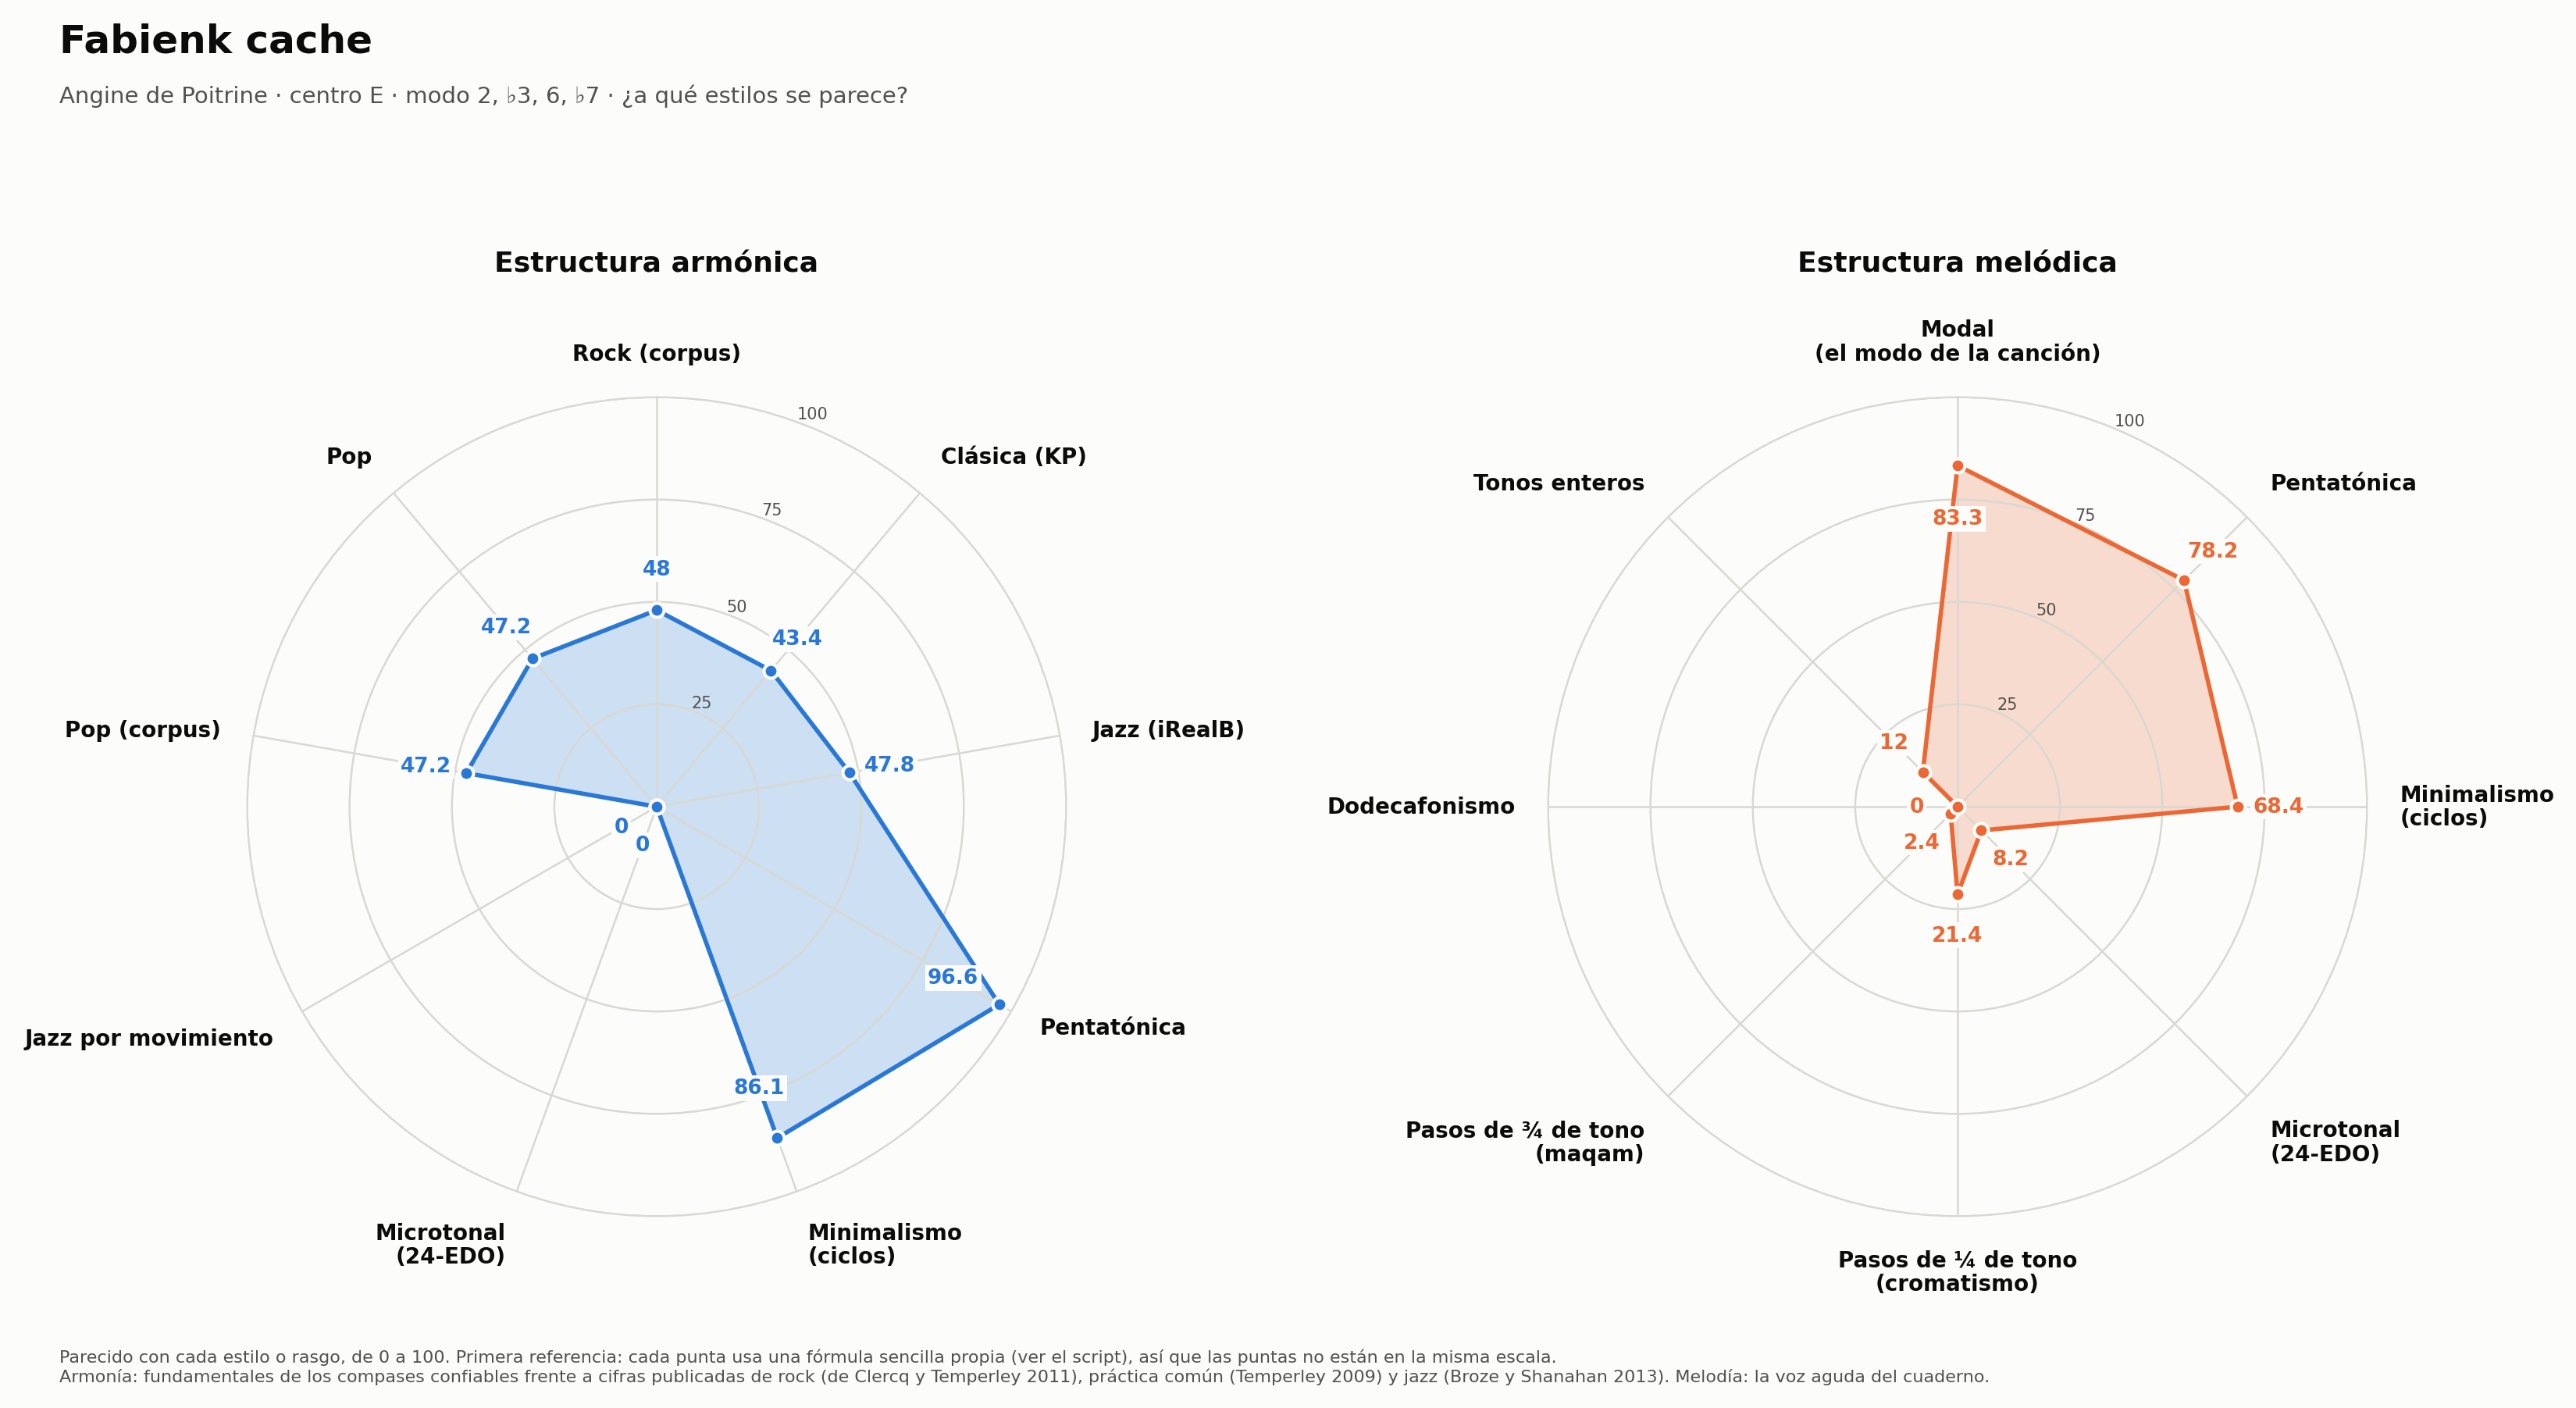 Fabienk cache
Angine de Poitrine · centro E · modo 2, ♭3, 6, ♭7 · ¿a qué estilos se parece?
Estructura armónica
Rock (corpus)
100
Pop
Clásica (KP)
75
48
50
47.2
43.4
25
Pop (corpus)
Jazz (iRealB)
47.2
47.8
0
0
96.6
Pentatónica
Jazz por movimiento
86.1
Microtonal
(24-EDO)
Minimalismo
(ciclos)
Estructura melódica
Modal
(el modo de la canción)
100
Tonos enteros
Pentatónica
83.3
75
78.2
50
25
12
Dodecafonismo
0
68.4
Minimalismo
(ciclos)
2.4
8.2
21.4
Pasos de ¾ de tono
(maqam)
Microtonal
(24-EDO)
Pasos de ¼ de tono
(cromatismo)
Parecido con cada estilo o rasgo, de 0 a 100. Primera referencia: cada punta usa una fórmula sencilla propia (ver el script), así que las puntas no están en la misma escala.
Armonía: fundamentales de los compases confiables frente a cifras publicadas de rock (de Clercq y Temperley 2011), práctica común (Temperley 2009) y jazz (Broze y Shanahan 2013). Melodía: la voz aguda del cuaderno.